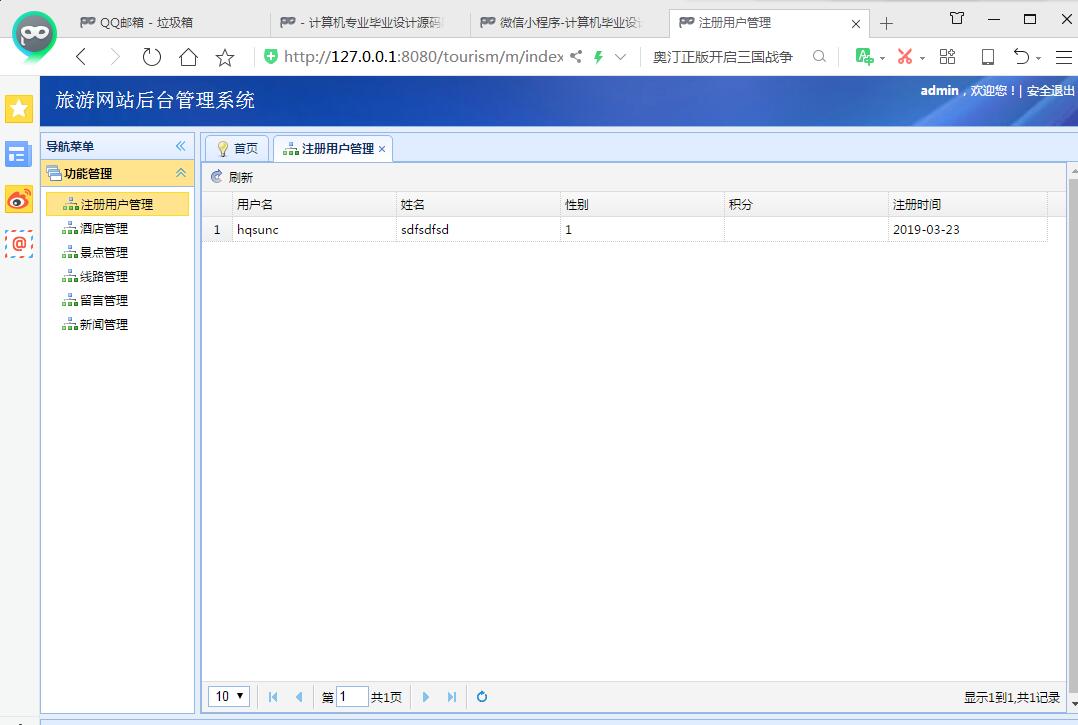 QQ邮箱 - 垃圾箱
- 计算机专业毕业设计源码
微信小程序-计算机毕业设
注册用户管理
http://127.0.0.1:8080/tourism/m/index
奥汀正版开启三国战争
旅游网站后台管理系统
admin，欢迎您！| 安全退出
导航菜单
功能管理
注册用户管理
酒店管理
景点管理
线路管理
留言管理
新闻管理
首页
注册用户管理
刷新
用户名 姓名 性别 积分 注册时间
1 hqsunc sdfsdfsd 1 2019-03-23
10 第 1 共1页
显示1到1,共1记录